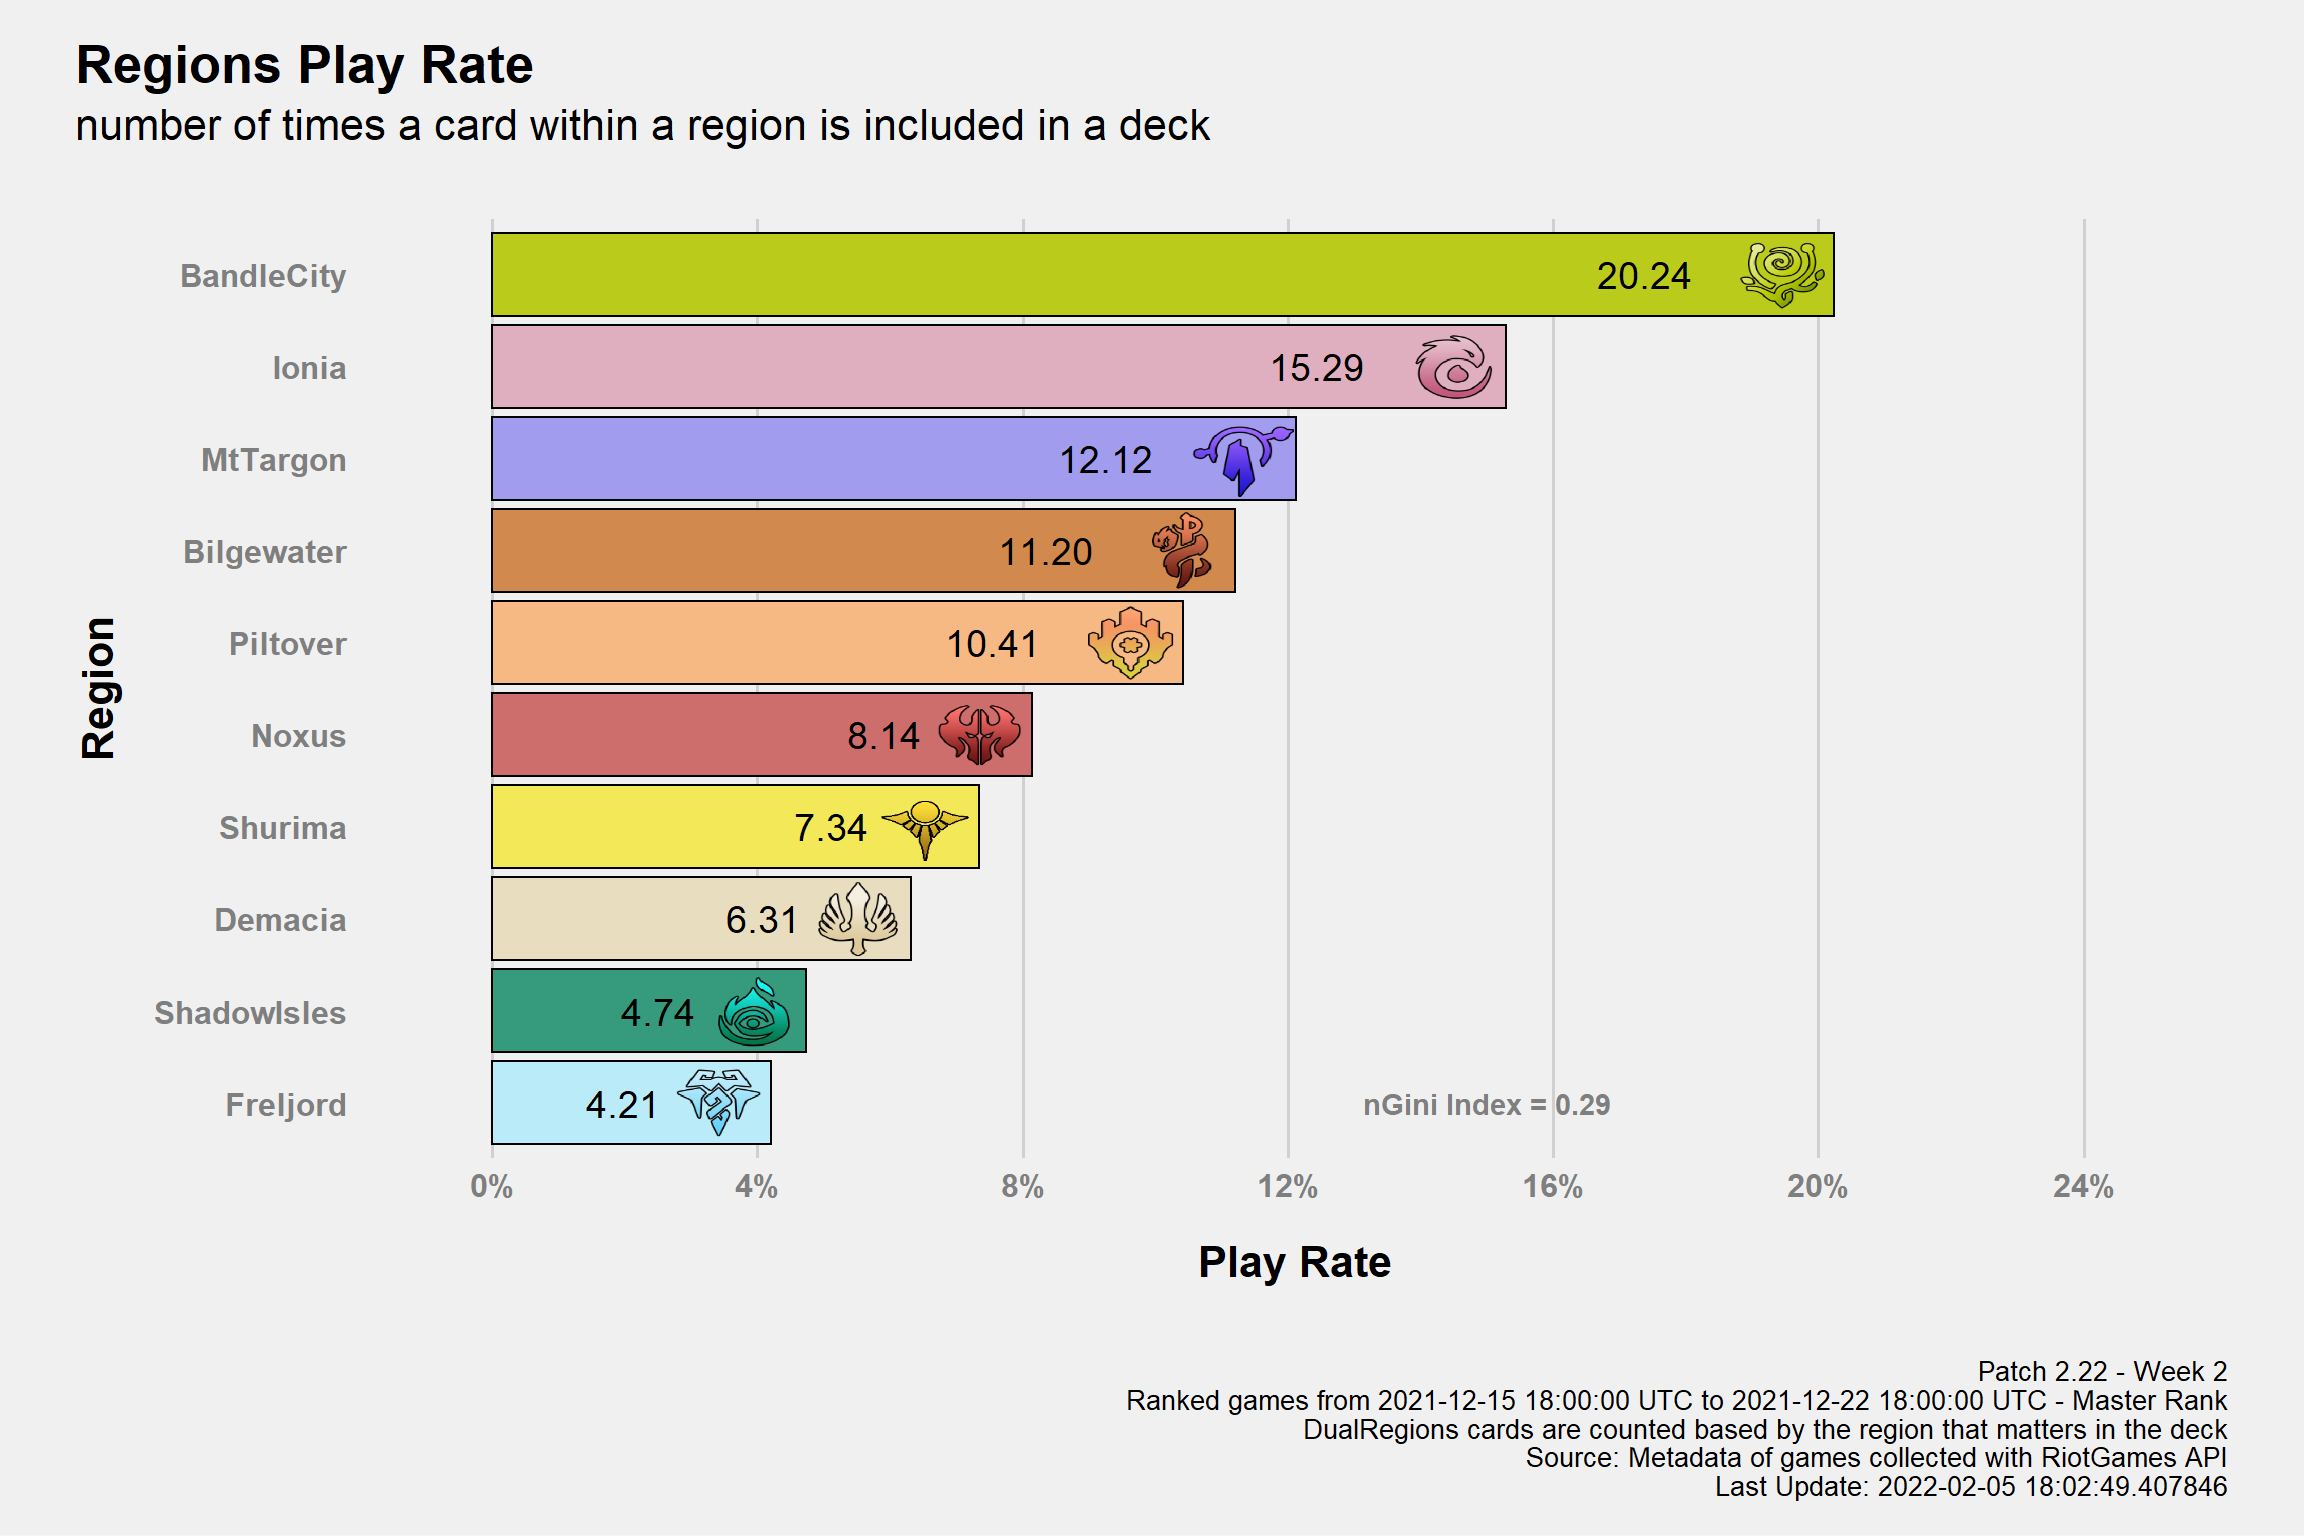 Regions Play Rate
number of times a card within a region is included in a deck
Region
BandleCity 20.24
Ionia 15.29
MtTargon 12.12
Bilgewater 11.20
Piltover 10.41
Noxus 8.14
Shurima 7.34
Demacia 6.31
ShadowIsles 4.74
Freljord 4.21
nGini Index = 0.29
0% 4% 8% 12% 16% 20% 24%
Play Rate
Patch 2.22 - Week 2
Ranked games from 2021-12-15 18:00:00 UTC to 2021-12-22 18:00:00 UTC - Master Rank
DualRegions cards are counted based by the region that matters in the deck
Source: Metadata of games collected with RiotGames API
Last Update: 2022-02-05 18:02:49.407846